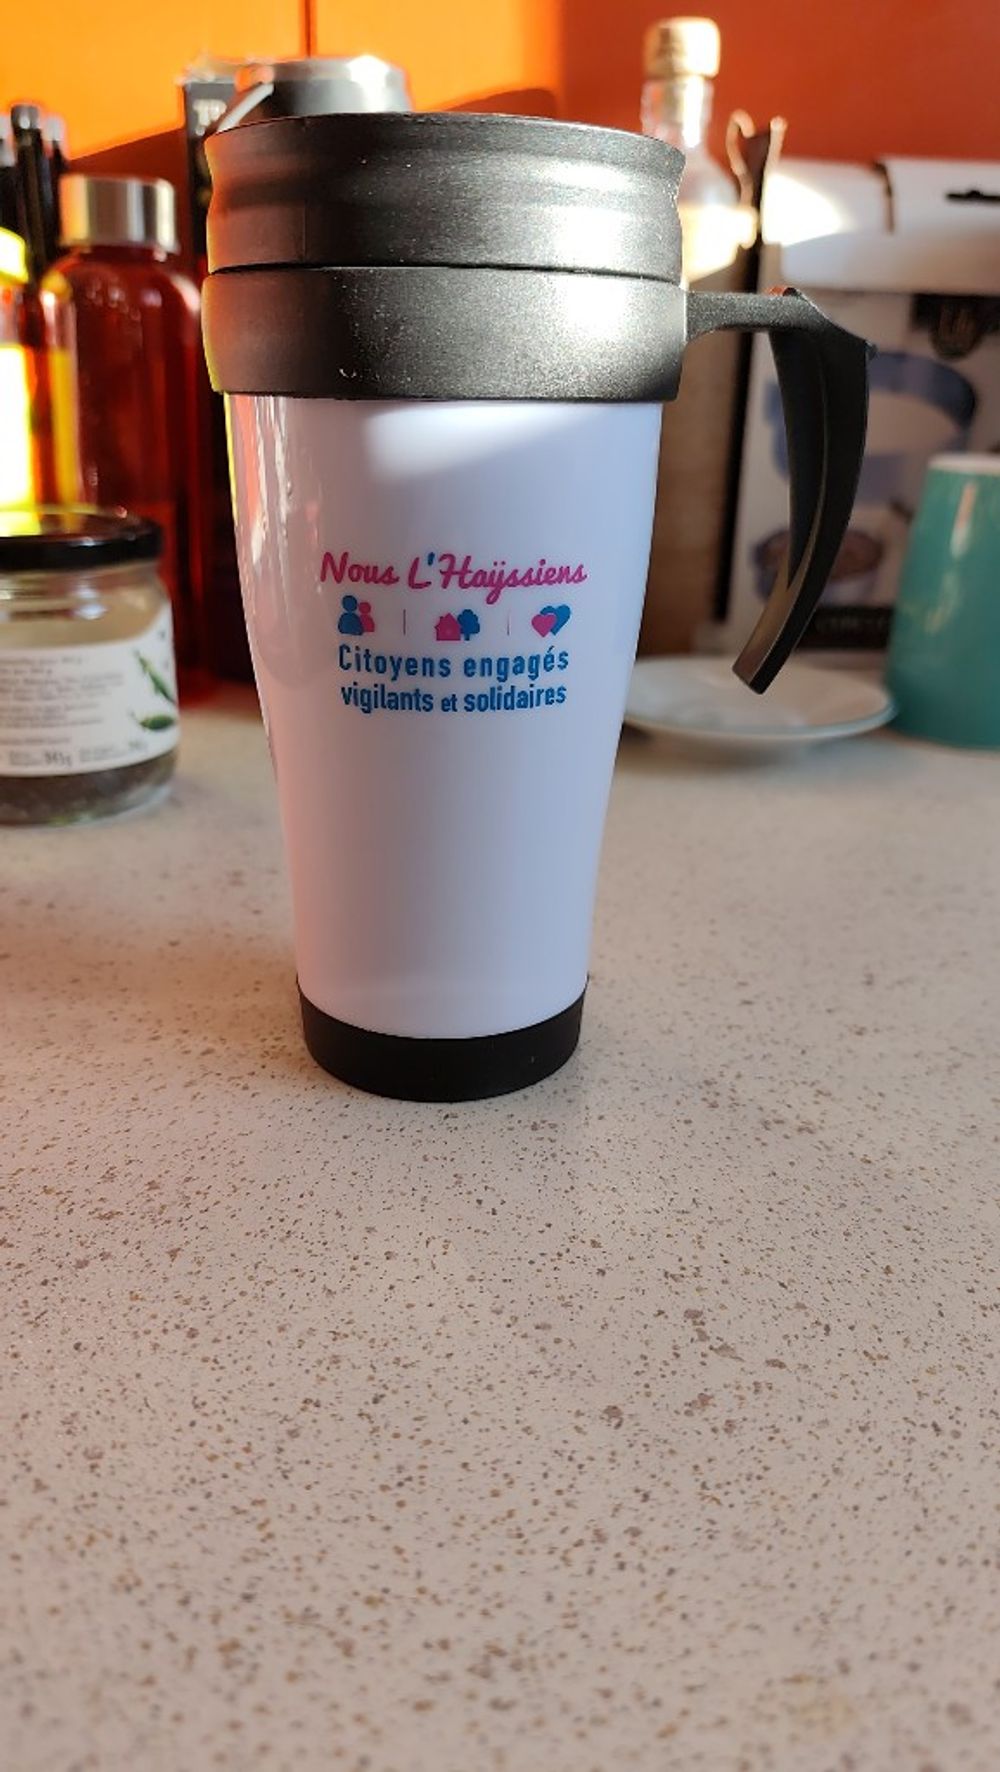 Nous L'Haÿssiens
Citoyens engagés
vigilants et solidaires